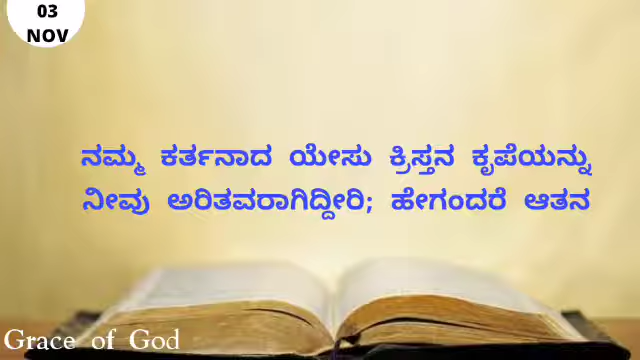 03
NOV
ನಮ್ಮ ಕರ್ತನಾದ ಯೇಸು ಕ್ರಿಸ್ತನ ಕೃಪೆಯನ್ನು
ನೀವು ಅರಿತವರಾಗಿದ್ದೀರಿ; ಹೇಗಂದರೆ ಆತನ
Grace of God